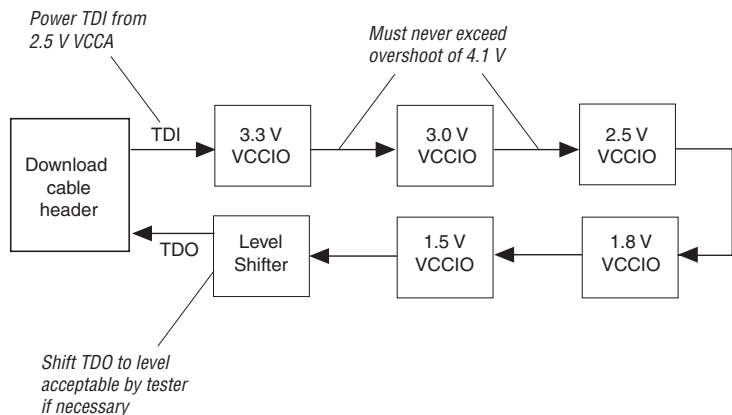 Power TDI from
2.5 V VCCA
Must never exceed
overshoot of 4.1 V
Download
cable
header
TDI
3.3 V
VCCIO
3.0 V
VCCIO
2.5 V
VCCIO
TDO
Level
Shifter
1.5 V
VCCIO
1.8 V
VCCIO
Shift TDO to level
acceptable by tester
if necessary